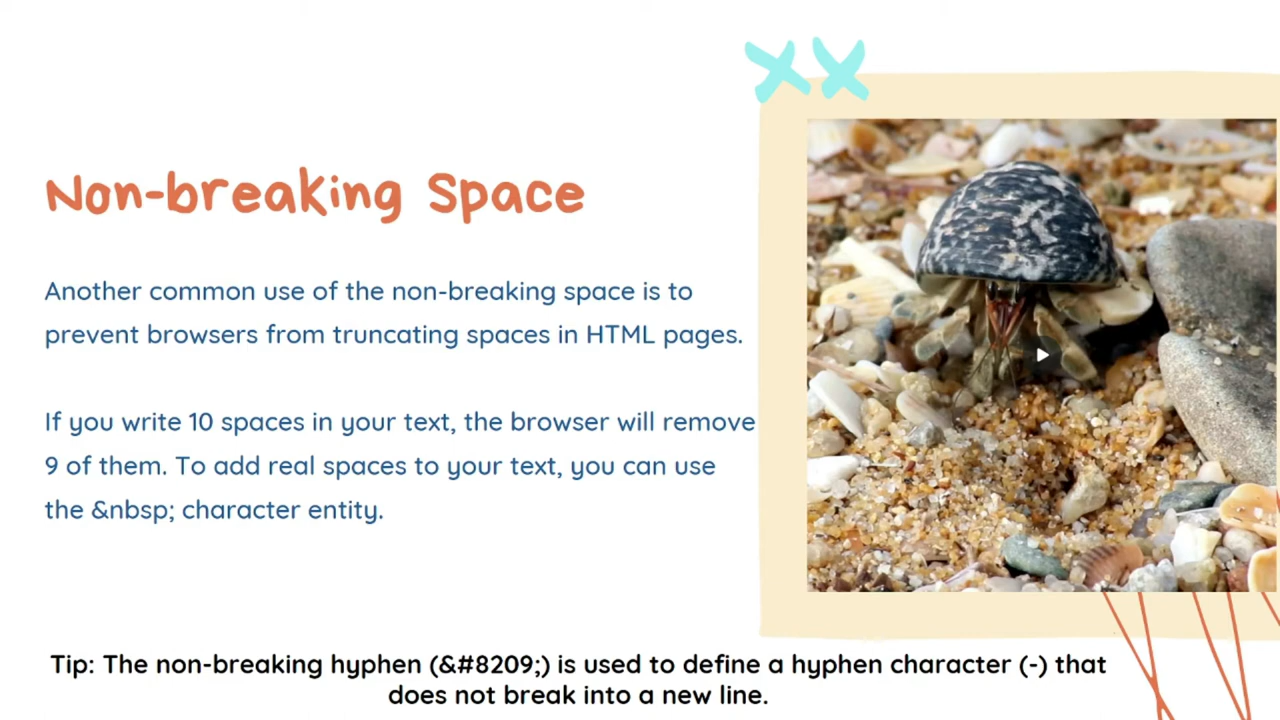 Non-breaking Space
Another common use of the non-breaking space is to
prevent browsers from truncating spaces in HTML pages.
If you write 10 spaces in your text, the browser will remove
9 of them. To add real spaces to your text, you can use
the &nbsp; character entity.
Tip: The non-breaking hyphen (&#8209;) is used to define a hyphen character (-) that
does not break into a new line.